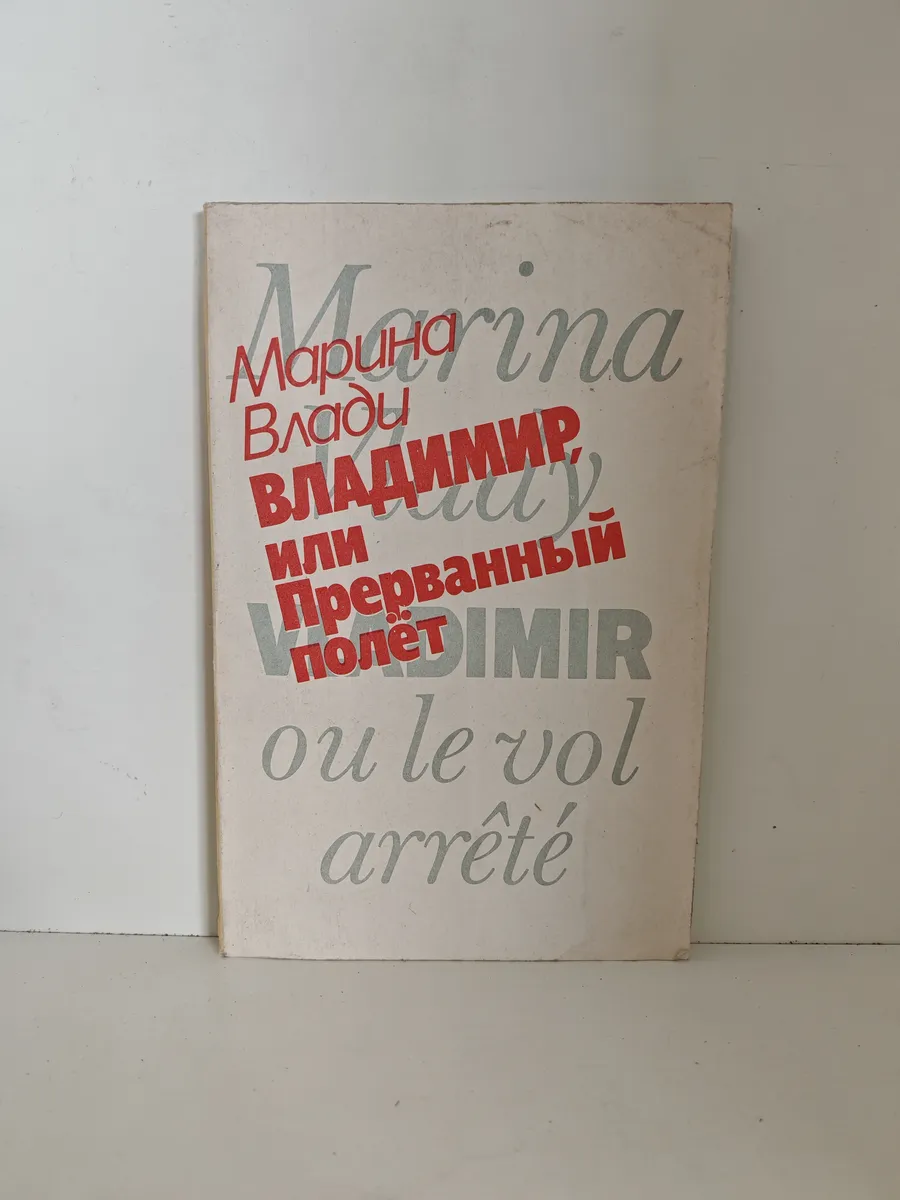 Marina
Vlady
VLADIMIR
ou le vol
arrêté
Марина
Влади
ВЛАДИМИР,
или
Прерванный
полёт